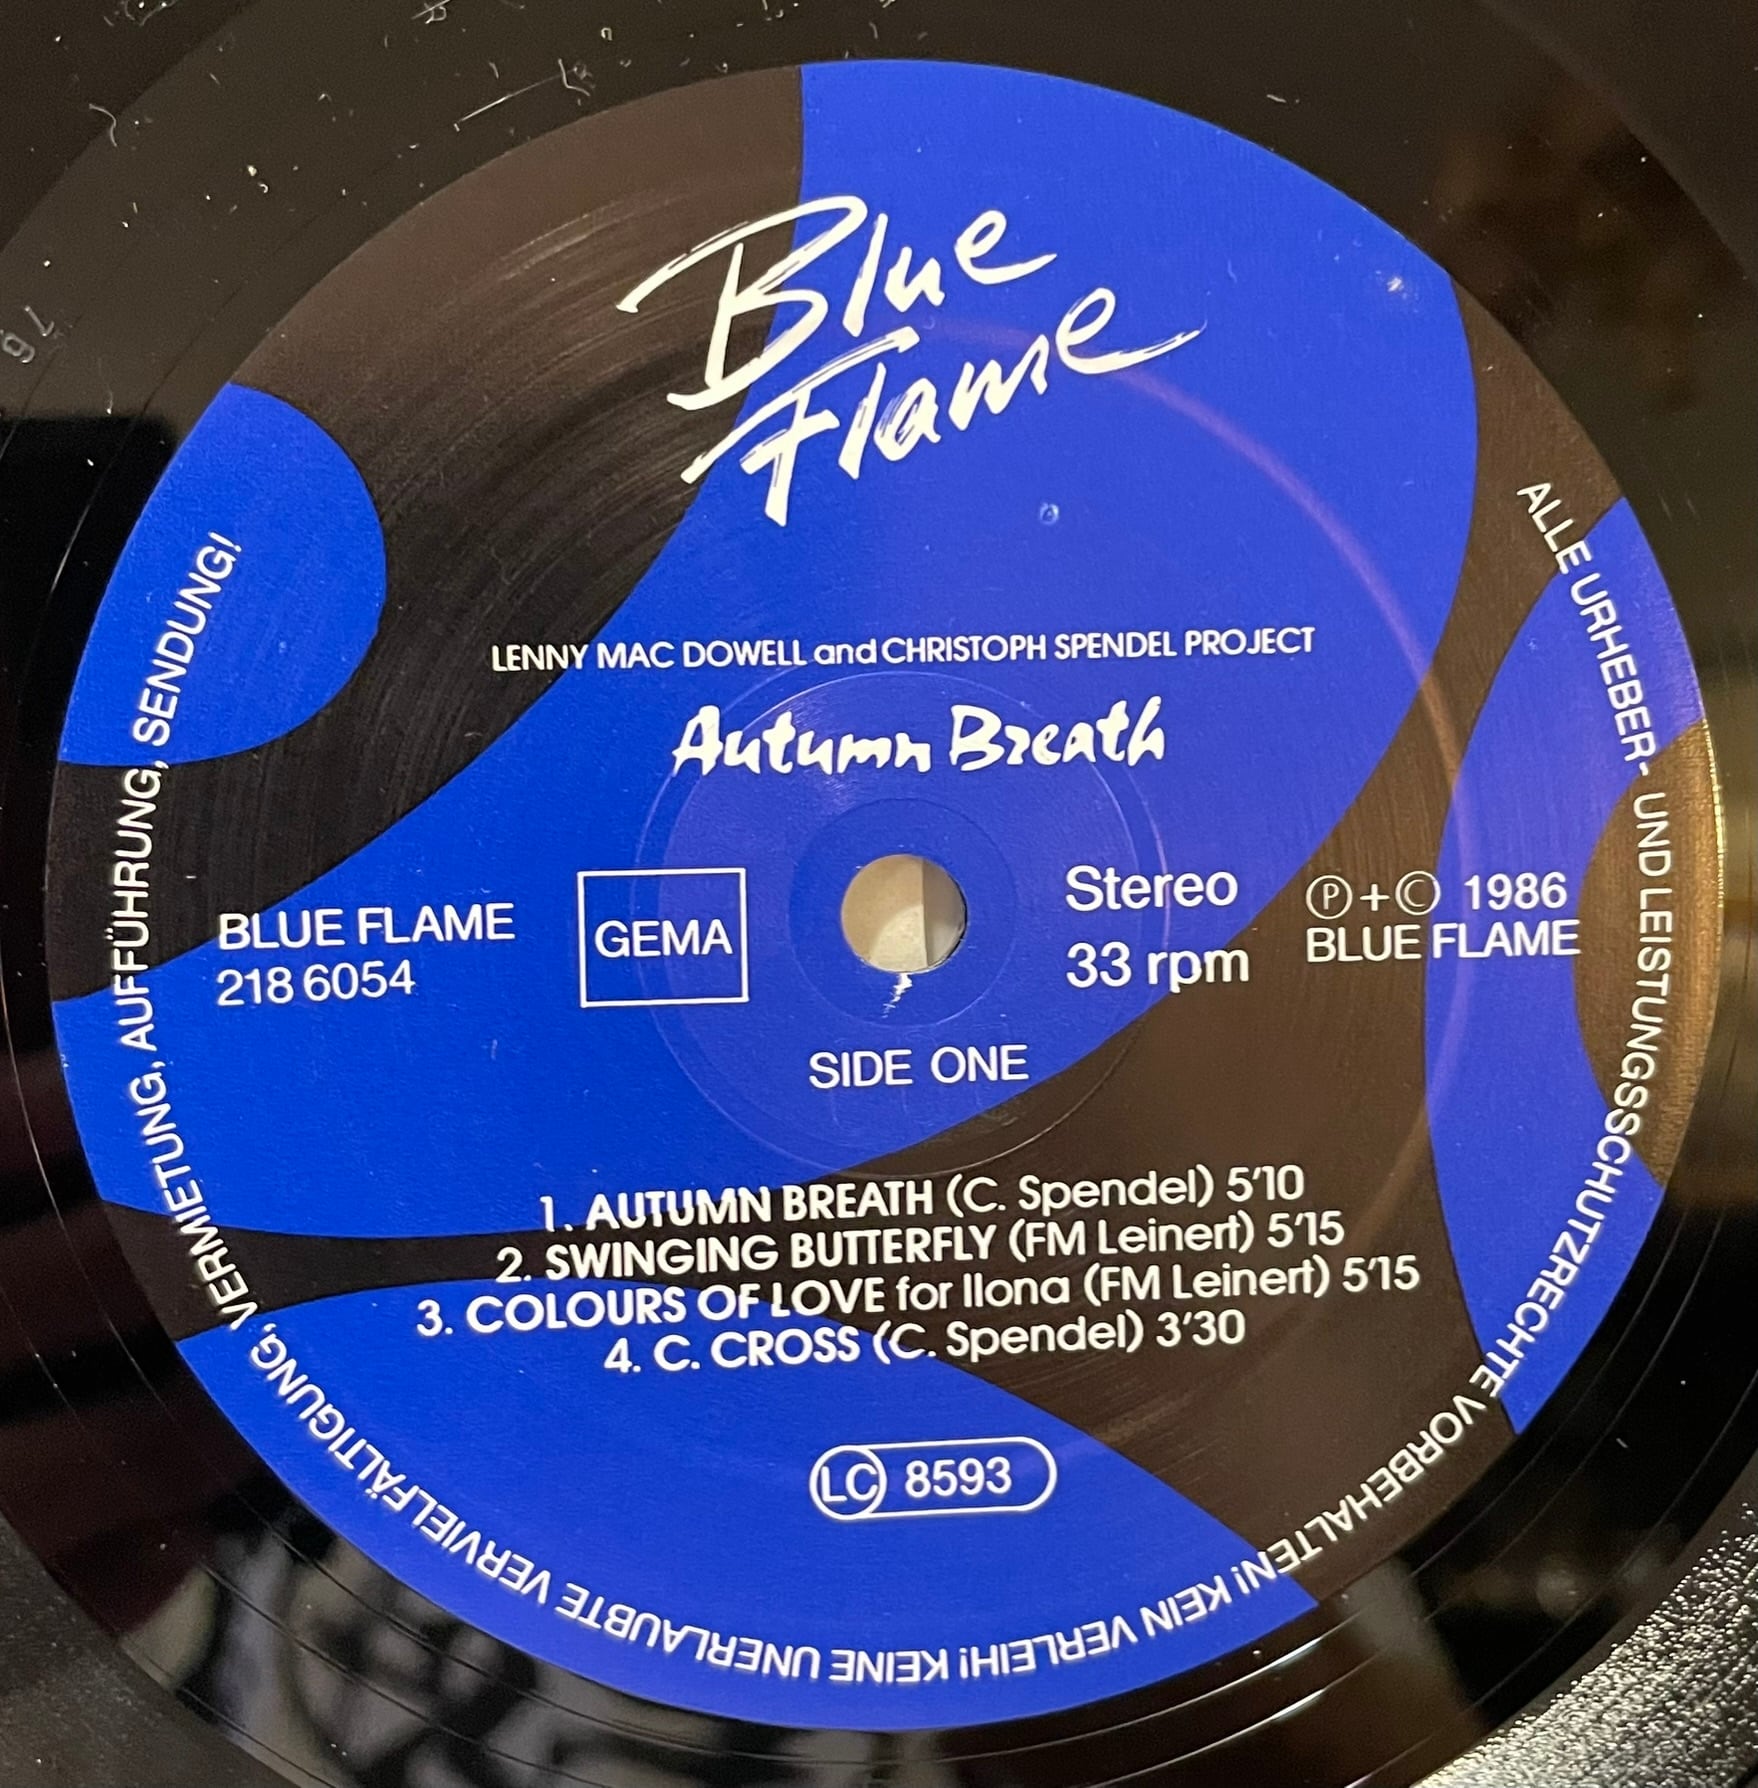 Blue
Flame
LENNY MAC DOWELL and CHRISTOPH SPENDEL PROJECT
Autumn Breath
BLUE FLAME
218 6054
GEMA
Stereo
33 rpm
Ⓟ+© 1986
BLUE FLAME
SIDE ONE
1. AUTUMN BREATH (C. Spendel) 5'10
2. SWINGING BUTTERFLY (FM Leinert) 5'15
3. COLOURS OF LOVE for Ilona (FM Leinert) 5'15
4. C. CROSS (C. Spendel) 3'30
LC 8593
ALLE URHEBER- UND LEISTUNGSSCHUTZRECHTE VORBEHALTEN! KEIN VERLEIH! KEINE UNERLAUBTE VERVIELFÄLTIGUNG, VERMIETUNG, AUFFÜHRUNG, SENDUNG!